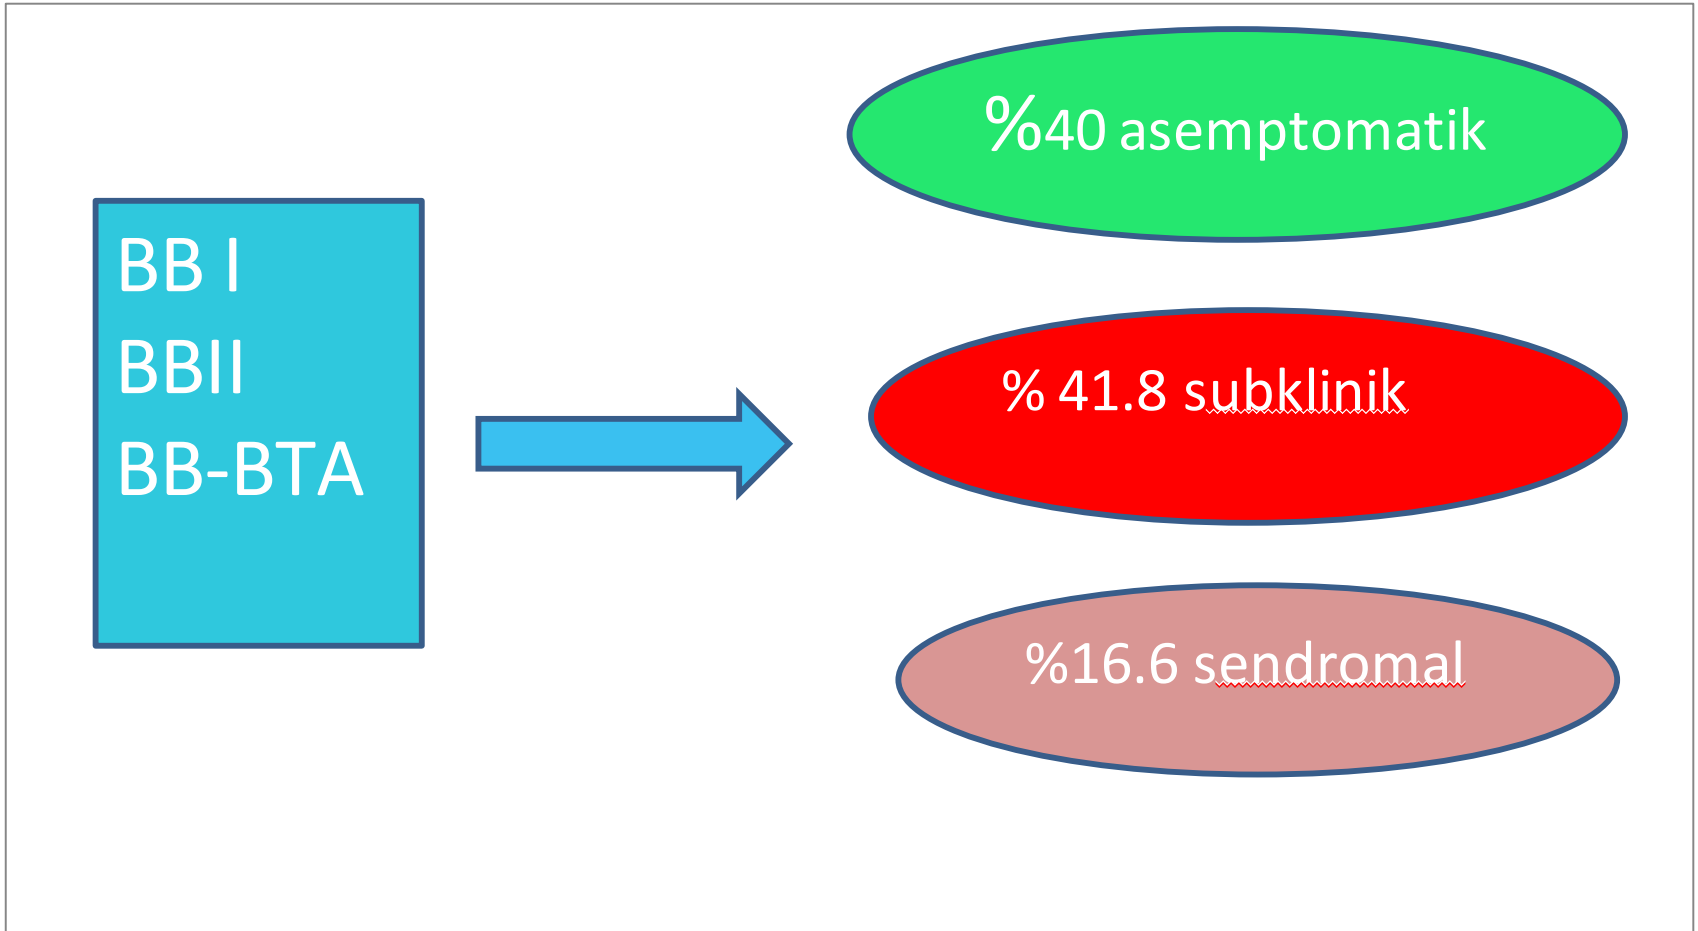 BB I
BBII
BB-BTA
%40 asemptomatik
% 41.8 subklinik
%16.6 sendromal